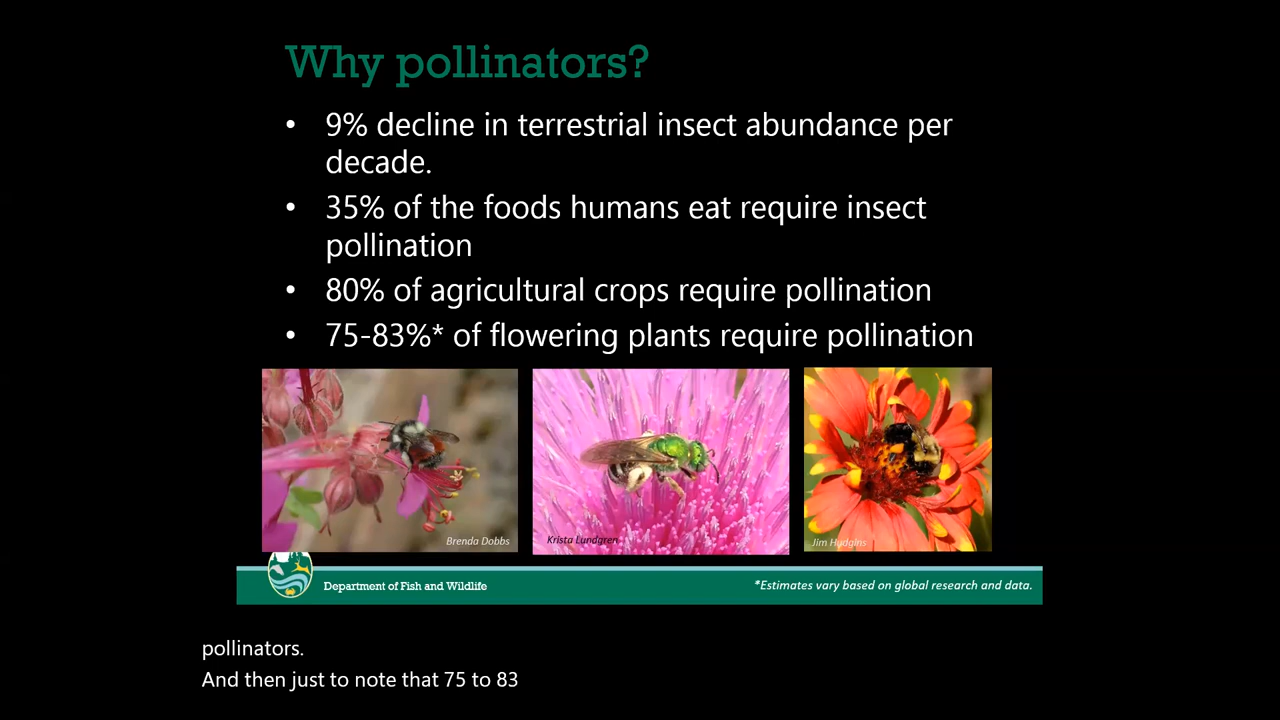 Why pollinators?
• 9% decline in terrestrial insect abundance per
decade.
• 35% of the foods humans eat require insect
pollination
• 80% of agricultural crops require pollination
• 75-83%* of flowering plants require pollination
Brenda Dobbs
Krista Lundgren
Jim Hudgins
Department of Fish and Wildlife
*Estimates vary based on global research and data.
pollinators.
And then just to note that 75 to 83